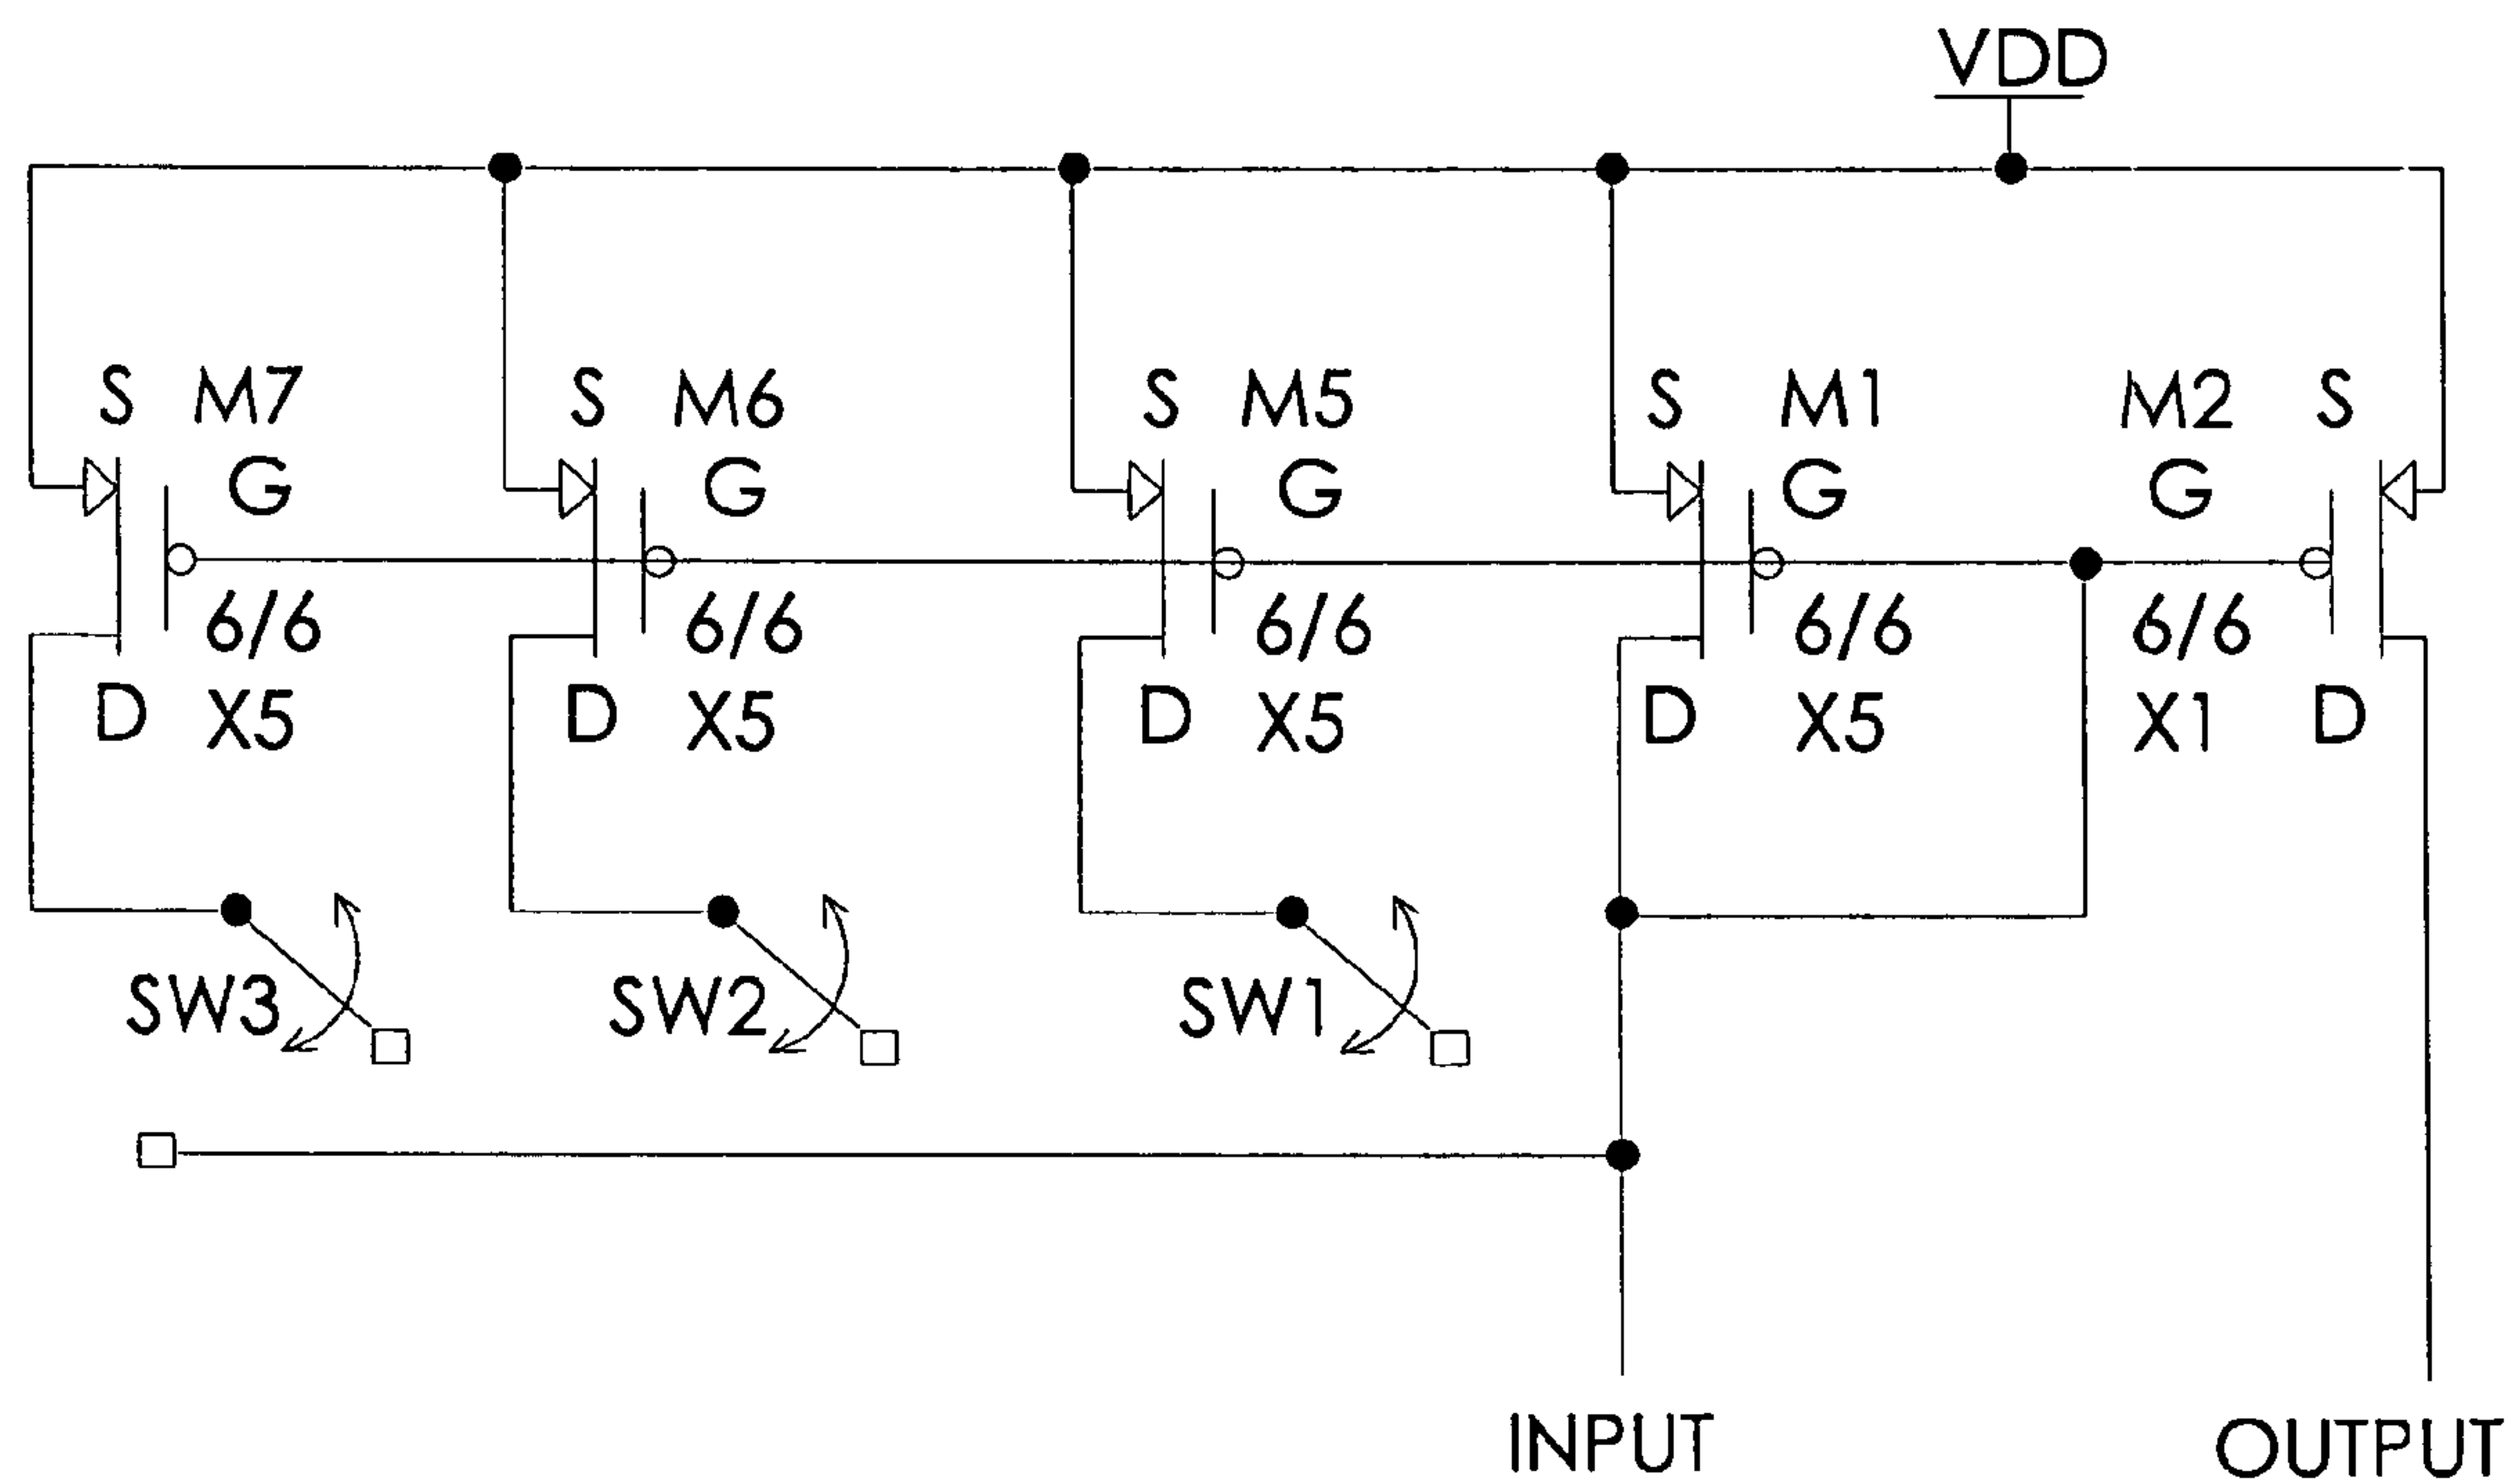 VDD
S M7 S M6 S M5 S M1 M2 S
G G G G G
6/6 6/6 6/6 6/6 6/6
D X5 D X5 D X5 D X5 X1 D
SW3 SW2 SW1
INPUT OUTPUT